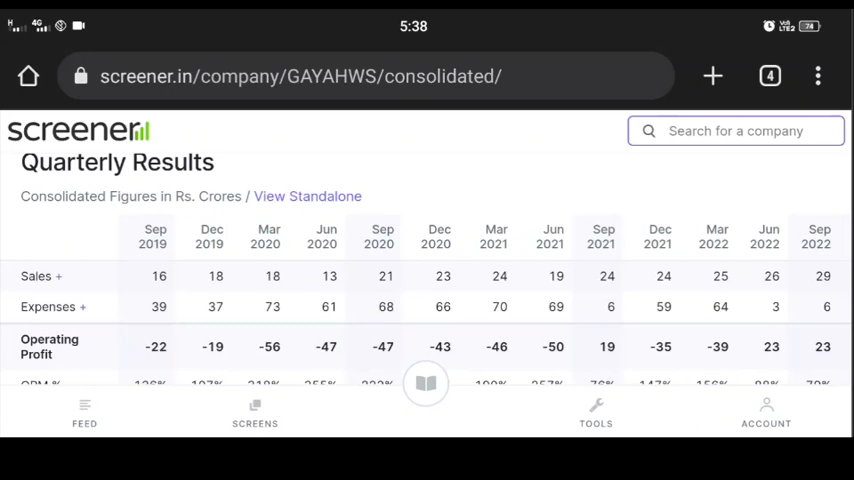 H 4G 5:38 Vo) LTE2 74
screener.in/company/GAYAHWS/consolidated/ 4
screener Search for a company
Quarterly Results
Consolidated Figures in Rs. Crores / View Standalone
Sep 2019 Dec 2019 Mar 2020 Jun 2020 Sep 2020 Dec 2020 Mar 2021 Jun 2021 Sep 2021 Dec 2021 Mar 2022 Jun 2022 Sep 2022
Sales + 16 18 18 13 21 23 24 19 24 24 25 26 29
Expenses + 39 37 73 61 68 66 70 69 6 59 64 3 6
Operating Profit -22 -19 -56 -47 -47 -43 -46 -50 19 -35 -39 23 23
FEED SCREENS TOOLS ACCOUNT